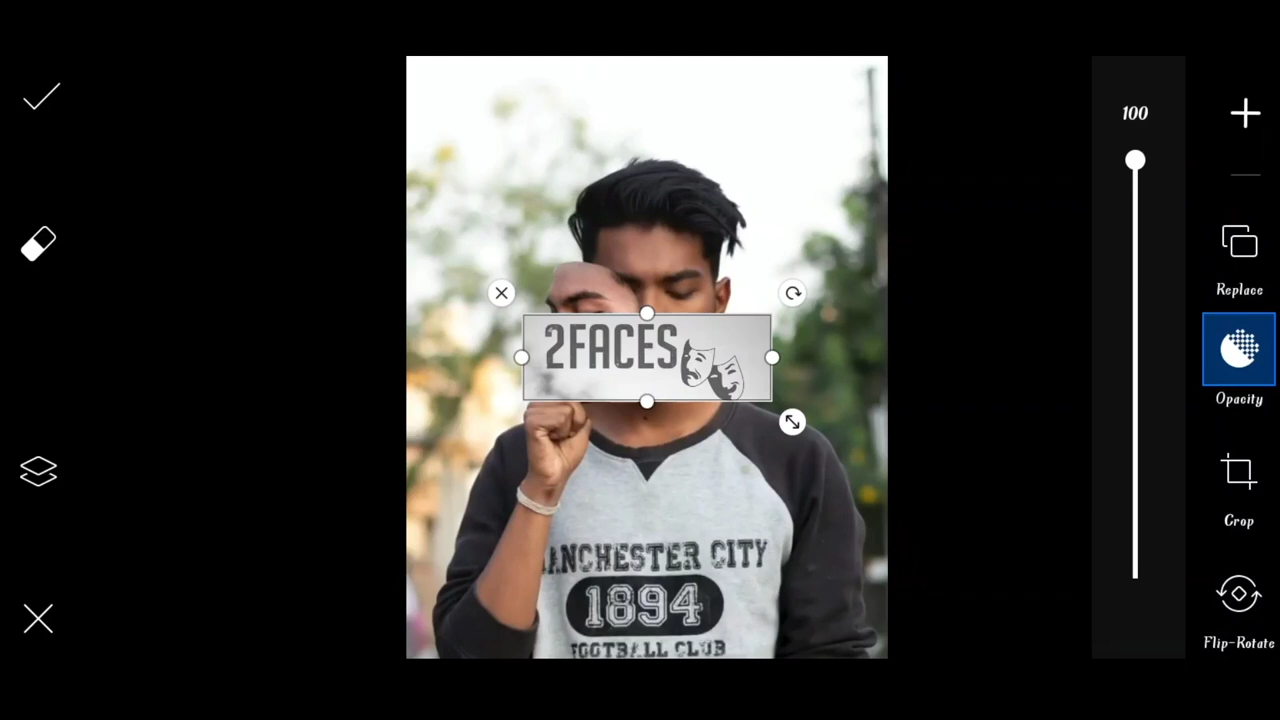 100
Replace
Opacity
Crop
Flip-Rotate
2FACES
ANCHESTER CITY
1894
FOOTBALL CLUB